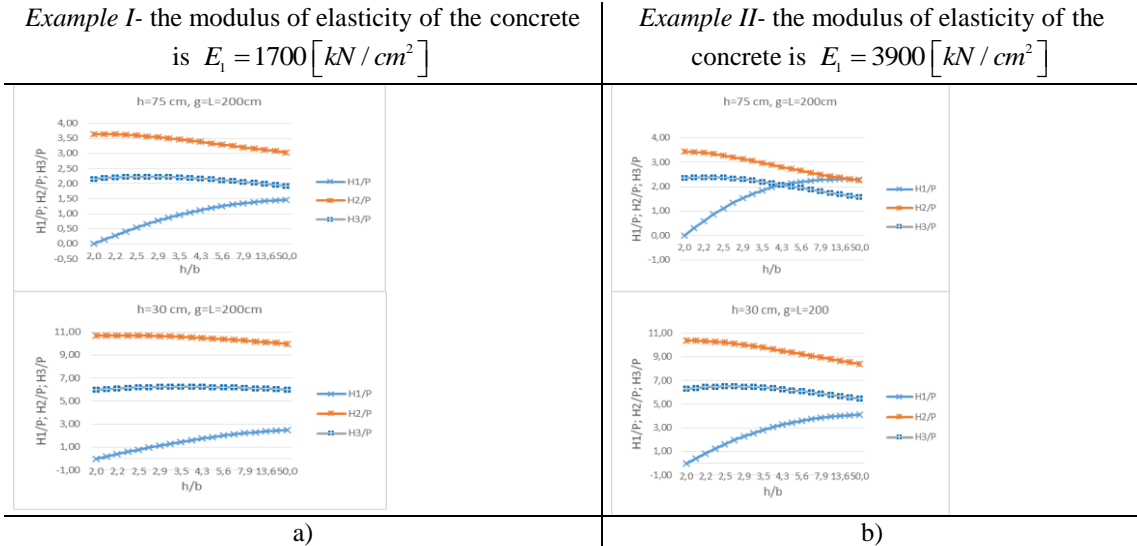 Example I- the modulus of elasticity of the concrete
is E₁ = 1700 [kN / cm²]
Example II- the modulus of elasticity of the
concrete is E₁ = 3900 [kN / cm²]
h=75 cm, g=L=200cm
H1/P; H2/P; H3/P
4,00
3,50
3,00
2,50
2,00
1,50
1,00
0,50
0,00
-0,50
2,0 2,2 2,5 2,9 3,5 4,3 5,6 7,9 13,650,0
h/b
H1/P
H2/P
H3/P
h=75 cm, g=L=200cm
H1/P; H2/P; H3/P
4,00
3,00
2,00
1,00
0,00
-1,00
2,0 2,2 2,5 2,9 3,5 4,3 5,6 7,9 13,650,0
h/b
H1/P
H2/P
H3/P
h=30 cm, g=L=200cm
H1/P; H2/P; H3/P
11,00
9,00
7,00
5,00
3,00
1,00
-1,00
2,0 2,2 2,5 2,9 3,5 4,3 5,6 7,9 13,650,0
h/b
H1/P
H2/P
H3/P
h=30 cm, g=L=200
H1/P; H2/P; H3/P
11,00
9,00
7,00
5,00
3,00
1,00
-1,00
2,0 2,2 2,5 2,9 3,5 4,3 5,6 7,9 13,650,0
h/b
H1/P
H2/P
H3/P
a)
b)